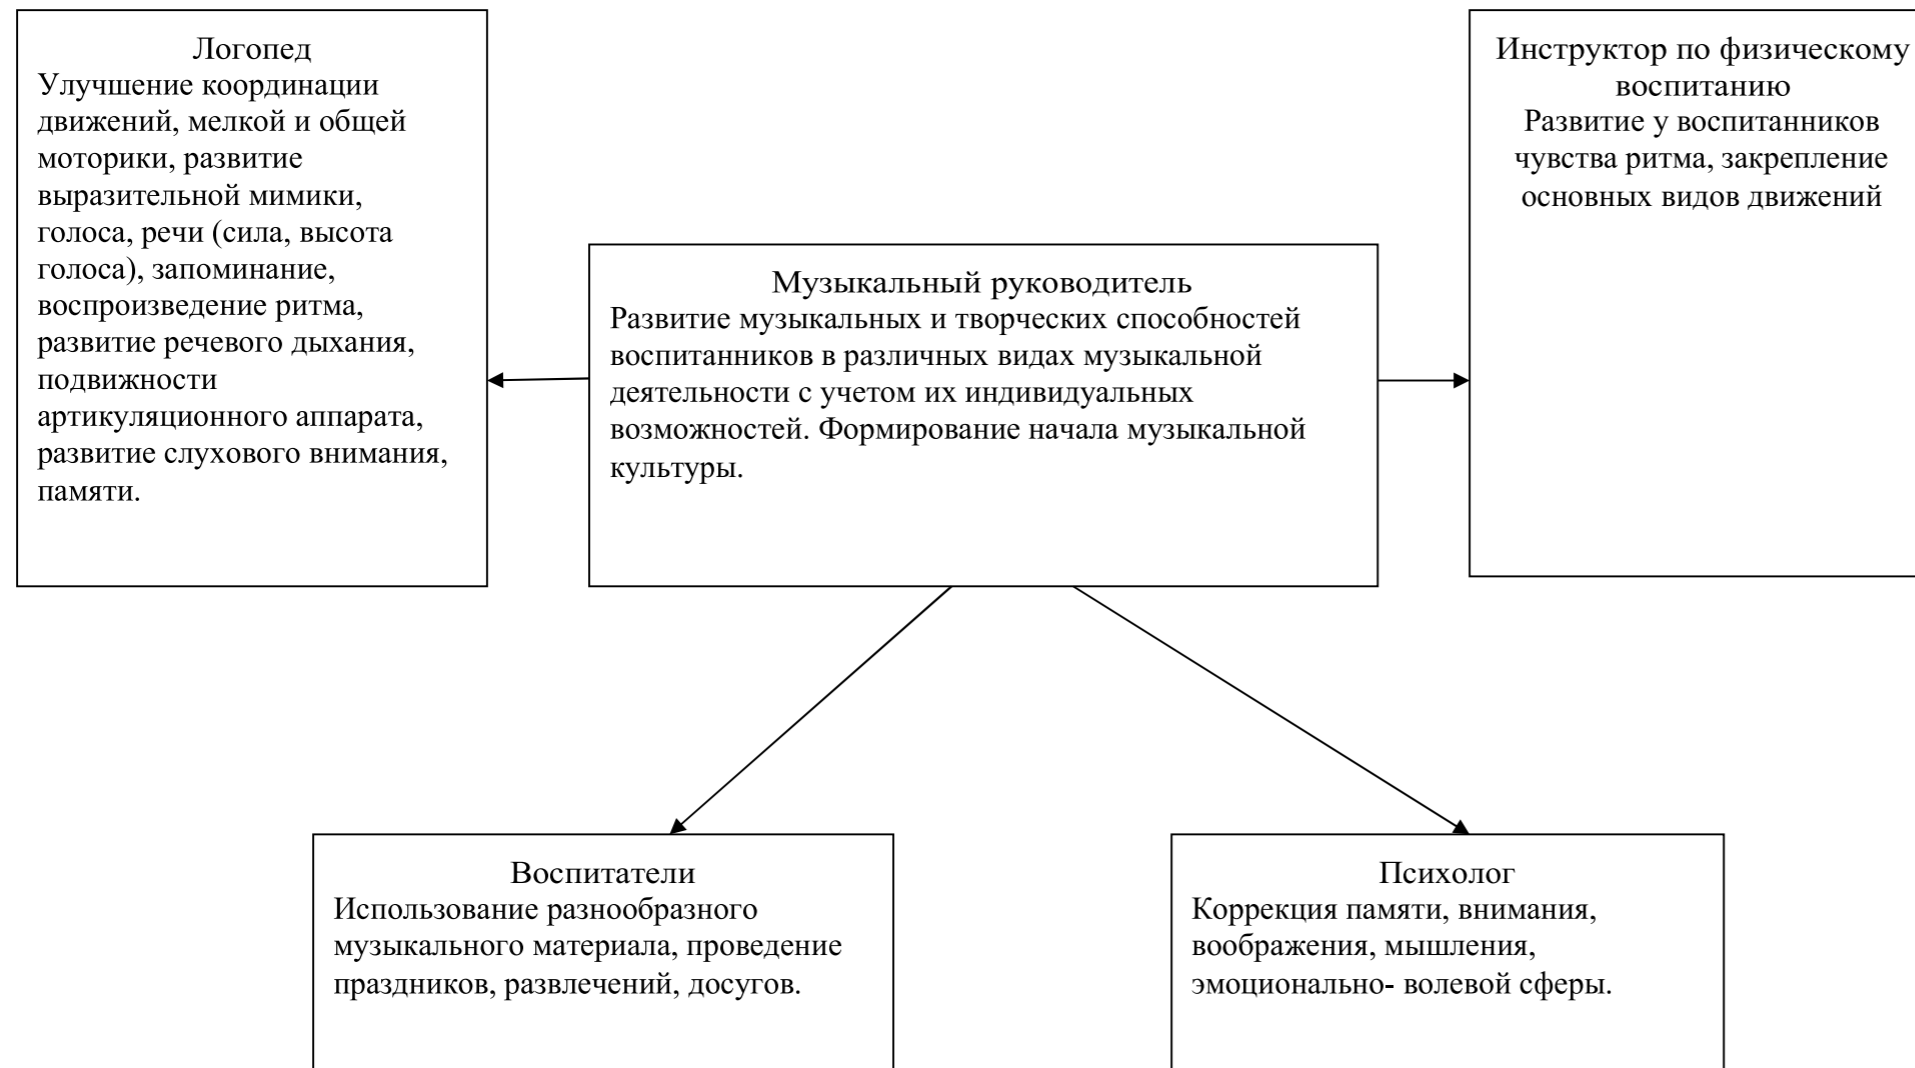 Логопед
Улучшение координации
движений, мелкой и общей
моторики, развитие
выразительной мимики,
голоса, речи (сила, высота
голоса), запоминание,
воспроизведение ритма,
развитие речевого дыхания,
подвижности
артикуляционного аппарата,
развитие слухового внимания,
памяти.
Музыкальный руководитель
Развитие музыкальных и творческих способностей
воспитанников в различных видах музыкальной
деятельности с учетом их индивидуальных
возможностей. Формирование начала музыкальной
культуры.
Инструктор по физическому
воспитанию
Развитие у воспитанников
чувства ритма, закрепление
основных видов движений
Воспитатели
Использование разнообразного
музыкального материала, проведение
праздников, развлечений, досугов.
Психолог
Коррекция памяти, внимания,
воображения, мышления,
эмоционально- волевой сферы.